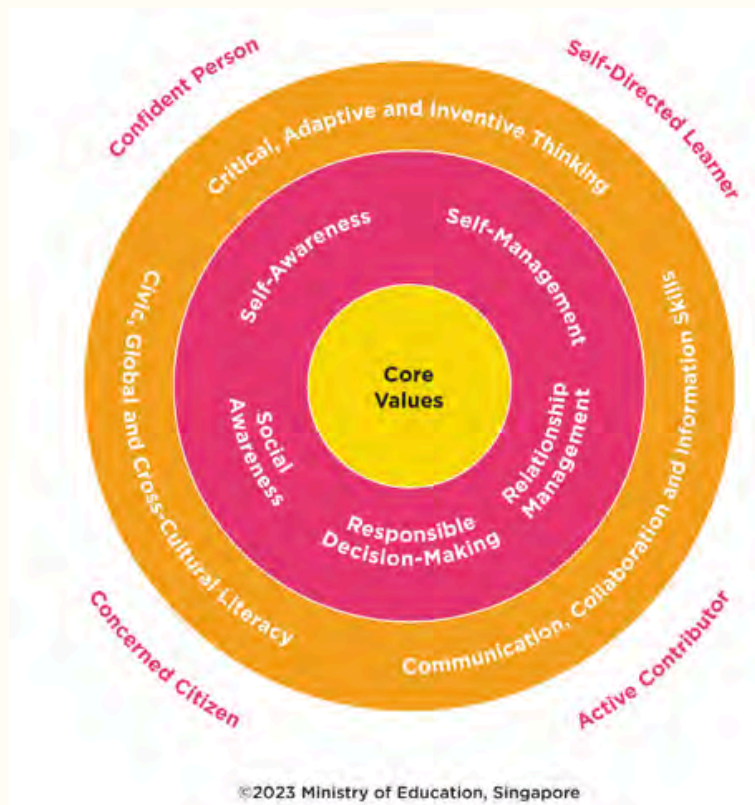 Confident Person
Self-Directed Learner
Critical, Adaptive and Inventive Thinking
Self-Awareness
Self-Management
Civic, Global and Cross-Cultural Literacy
Communication, Collaboration and Information Skills
Core
Values
Social
Awareness
Relationship
Management
Responsible
Decision-Making
Concerned Citizen
Active Contributor
©2023 Ministry of Education, Singapore